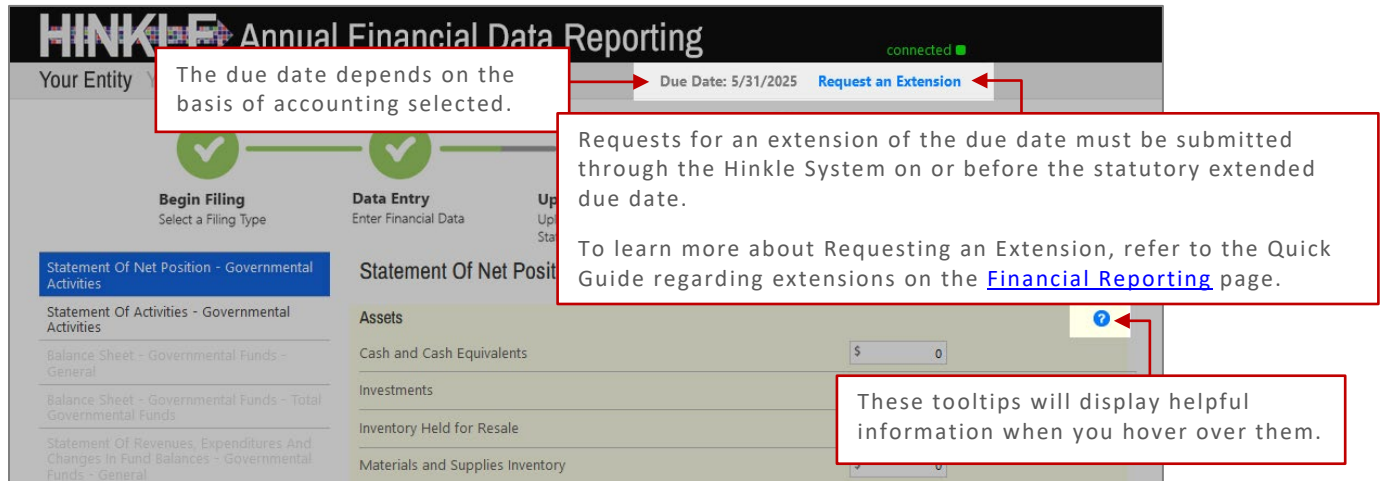 HINKLE Annual Financial Data Reporting
connected
Your Entity
Due Date: 5/31/2025 Request an Extension
The due date depends on the
basis of accounting selected.
Requests for an extension of the due date must be submitted
through the Hinkle System on or before the statutory extended
due date.
To learn more about Requesting an Extension, refer to the Quick
Guide regarding extensions on the Financial Reporting page.
Begin Filing
Select a Filing Type
Data Entry
Enter Financial Data
Statement Of Net Position - Governmental
Activities
Statement Of Activities - Governmental
Activities
Balance Sheet - Governmental Funds -
General
Balance Sheet - Governmental Funds - Total
Governmental Funds
Statement Of Revenues, Expenditures And
Changes In Fund Balances - Governmental
Funds - General
Statement Of Net
Assets
?
Cash and Cash Equivalents $ 0
Investments
Inventory Held for Resale
Materials and Supplies Inventory
These tooltips will display helpful
information when you hover over them.